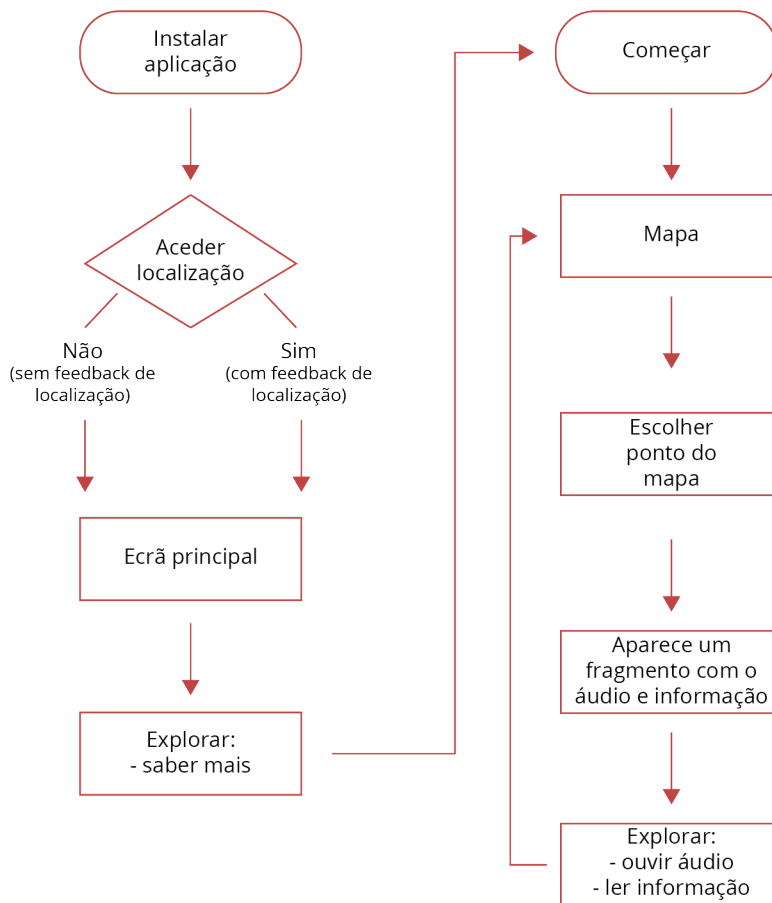 Instalar
aplicação
Aceder
localização
Não
(sem feedback de
localização)
Sim
(com feedback de
localização)
Ecrã principal
Explorar:
- saber mais
Começar
Mapa
Escolher
ponto do
mapa
Aparece um
fragmento com o
áudio e informação
Explorar:
- ouvir áudio
- ler informação